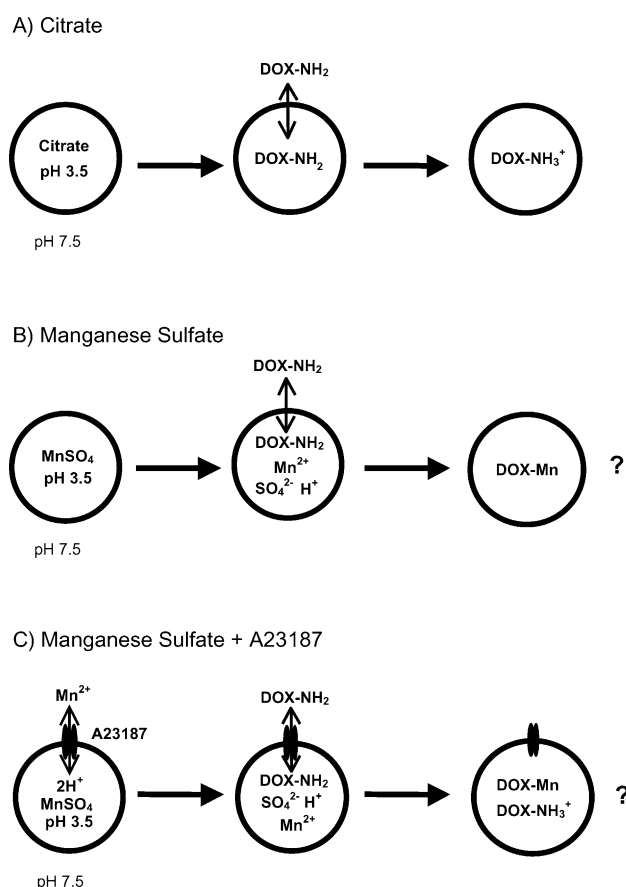 A) Citrate
DOX-NH₂
Citrate
pH 3.5
DOX-NH₂
DOX-NH₃⁺
pH 7.5
B) Manganese Sulfate
DOX-NH₂
MnSO₄
pH 3.5
DOX-NH₂
Mn²⁺
SO₄²⁻ H⁺
DOX-Mn
?
pH 7.5
C) Manganese Sulfate + A23187
Mn²⁺
A23187
DOX-NH₂
2H⁺
MnSO₄
pH 3.5
DOX-NH₂
SO₄²⁻ H⁺
Mn²⁺
DOX-Mn
DOX-NH₃⁺
?
pH 7.5